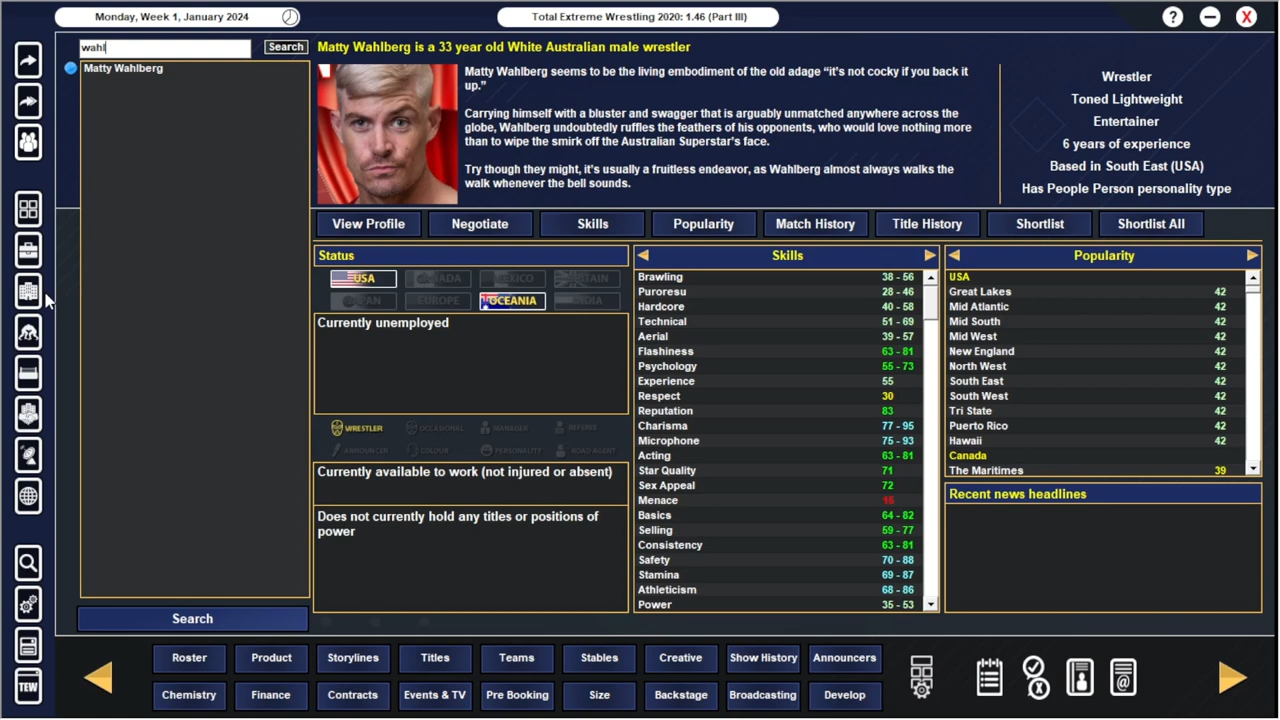 Monday, Week 1, January 2024
Total Extreme Wrestling 2020: 1.46 (Part III)
?
X
wahl
Search
Matty Wahlberg is a 33 year old White Australian male wrestler
Matty Wahlberg
Matty Wahlberg seems to be the living embodiment of the old adage “it's not cocky if you back it
up.”
Carrying himself with a bluster and swagger that is arguably unmatched anywhere across the
globe, Wahlberg undoubtedly ruffles the feathers of his opponents, who would love nothing more
than to wipe the smirk off the Australian Superstar's face.
Try though they might, it's usually a fruitless endeavor, as Wahlberg almost always walks the
walk whenever the bell sounds.
Wrestler
Toned Lightweight
Entertainer
6 years of experience
Based in South East (USA)
Has People Person personality type
View Profile
Negotiate
Skills
Popularity
Match History
Title History
Shortlist
Shortlist All
Status
USA
CANADA
MEXICO
BRITAIN
JAPAN
EUROPE
OCEANIA
INDIA
Currently unemployed
WRESTLER
OCCASIONAL
MANAGER
REFEREE
ANNOUNCER
COLOUR
PERSONALITY
ROAD AGENT
Currently available to work (not injured or absent)
Does not currently hold any titles or positions of
power
Skills
Brawling 38 - 56
Puroresu 28 - 46
Hardcore 40 - 58
Technical 51 - 69
Aerial 39 - 57
Flashiness 63 - 81
Psychology 55 - 73
Experience 55
Respect 30
Reputation 83
Charisma 77 - 95
Microphone 75 - 93
Acting 63 - 81
Star Quality 71
Sex Appeal 72
Menace 15
Basics 64 - 82
Selling 59 - 77
Consistency 63 - 81
Safety 70 - 88
Stamina 69 - 87
Athleticism 68 - 86
Power 35 - 53
Popularity
USA
Great Lakes 42
Mid Atlantic 42
Mid South 42
Mid West 42
New England 42
North West 42
South East 42
South West 42
Tri State 42
Puerto Rico 42
Hawaii 42
Canada
The Maritimes 39
Recent news headlines
Search
Roster
Product
Storylines
Titles
Teams
Stables
Creative
Show History
Announcers
Chemistry
Finance
Contracts
Events & TV
Pre Booking
Size
Backstage
Broadcasting
Develop
TEW